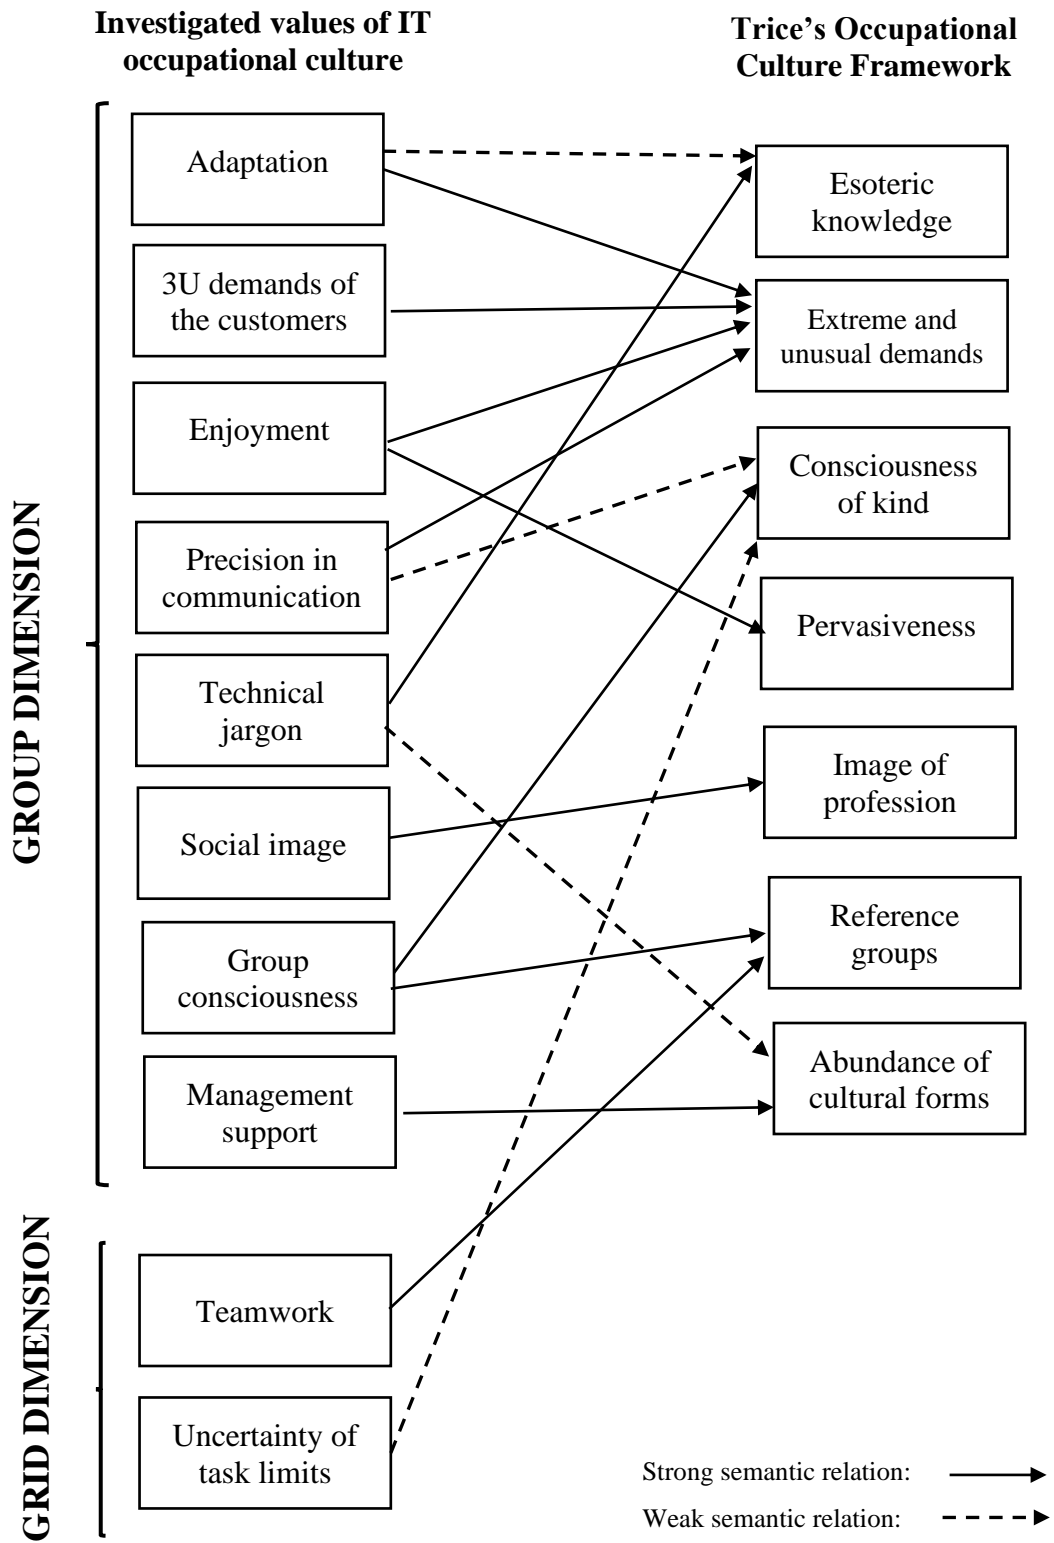 Investigated values of IT
occupational culture
Trice’s Occupational
Culture Framework
GROUP DIMENSION
Adaptation
3U demands of
the customers
Enjoyment
Precision in
communication
Technical
jargon
Social image
Group
consciousness
Management
support
GRID DIMENSION
Teamwork
Uncertainty of
task limits
Esoteric
knowledge
Extreme and
unusual demands
Consciousness
of kind
Pervasiveness
Image of
profession
Reference
groups
Abundance of
cultural forms
Strong semantic relation:
Weak semantic relation: